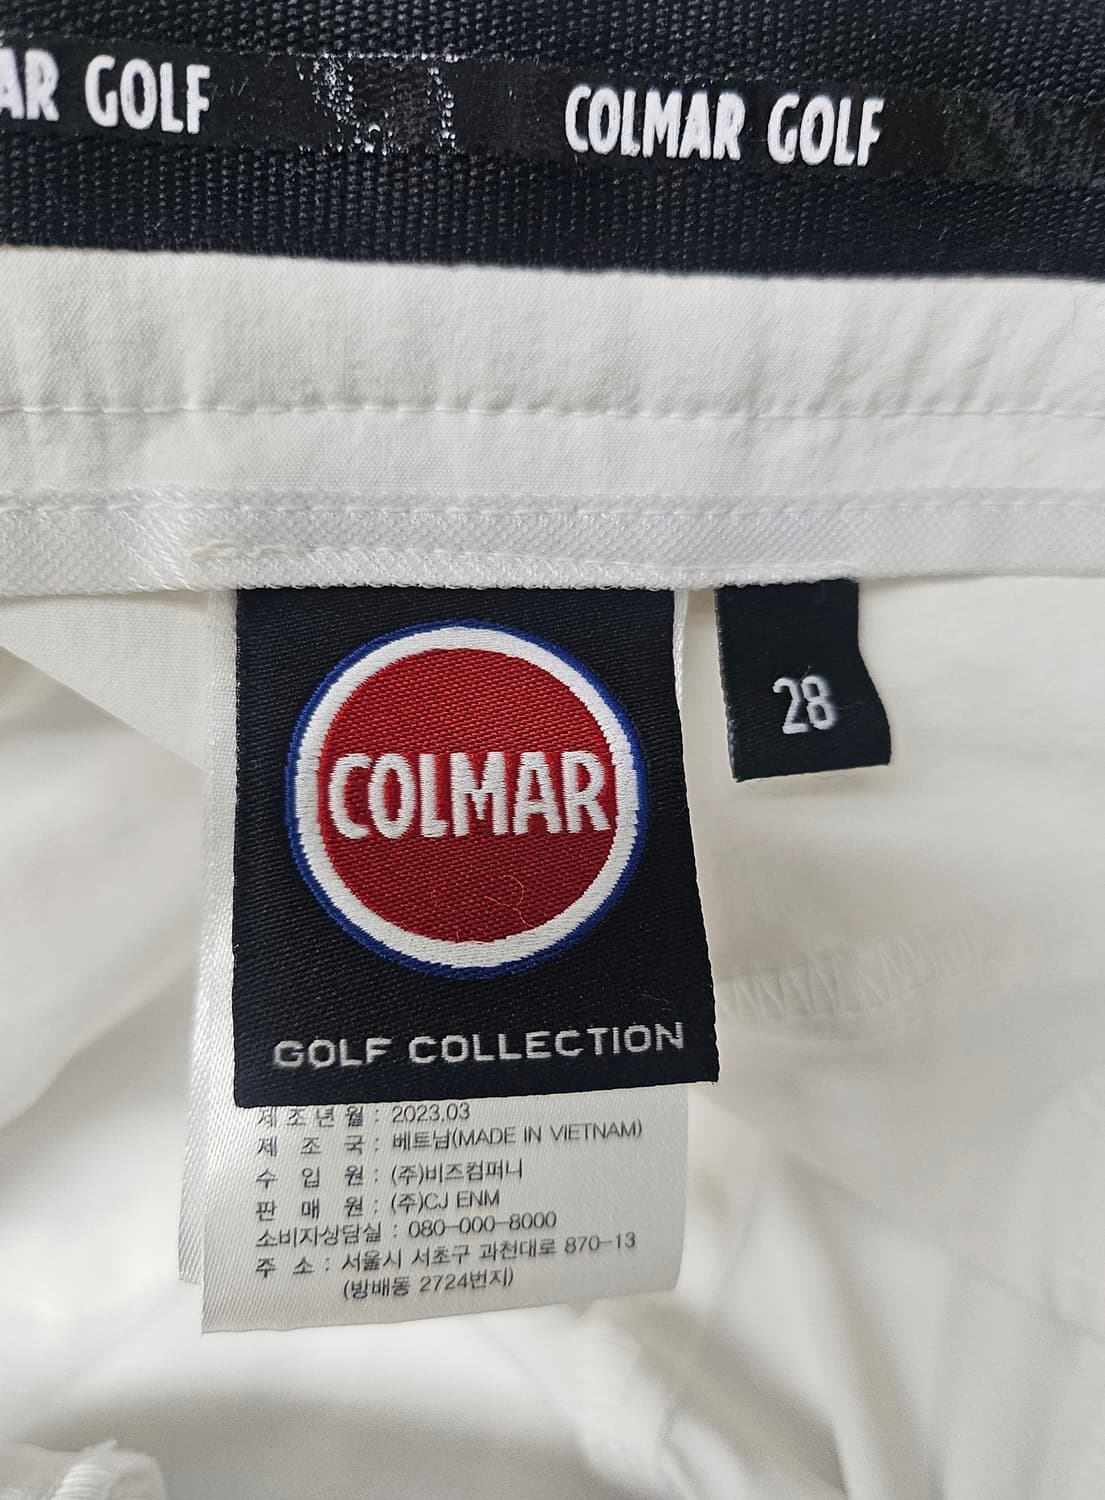 AR GOLF
COLMAR GOLF
COLMAR
28
GOLF COLLECTION
제조년월 : 2023.03
제 조 국 : 베트남(MADE IN VIETNAM)
수 입 원 : (주)비즈컴퍼니
판 매 원 : (주)CJ ENM
소비자상담실 : 080-000-8000
주 소 : 서울시 서초구 과천대로 870-13
(방배동 2724번지)